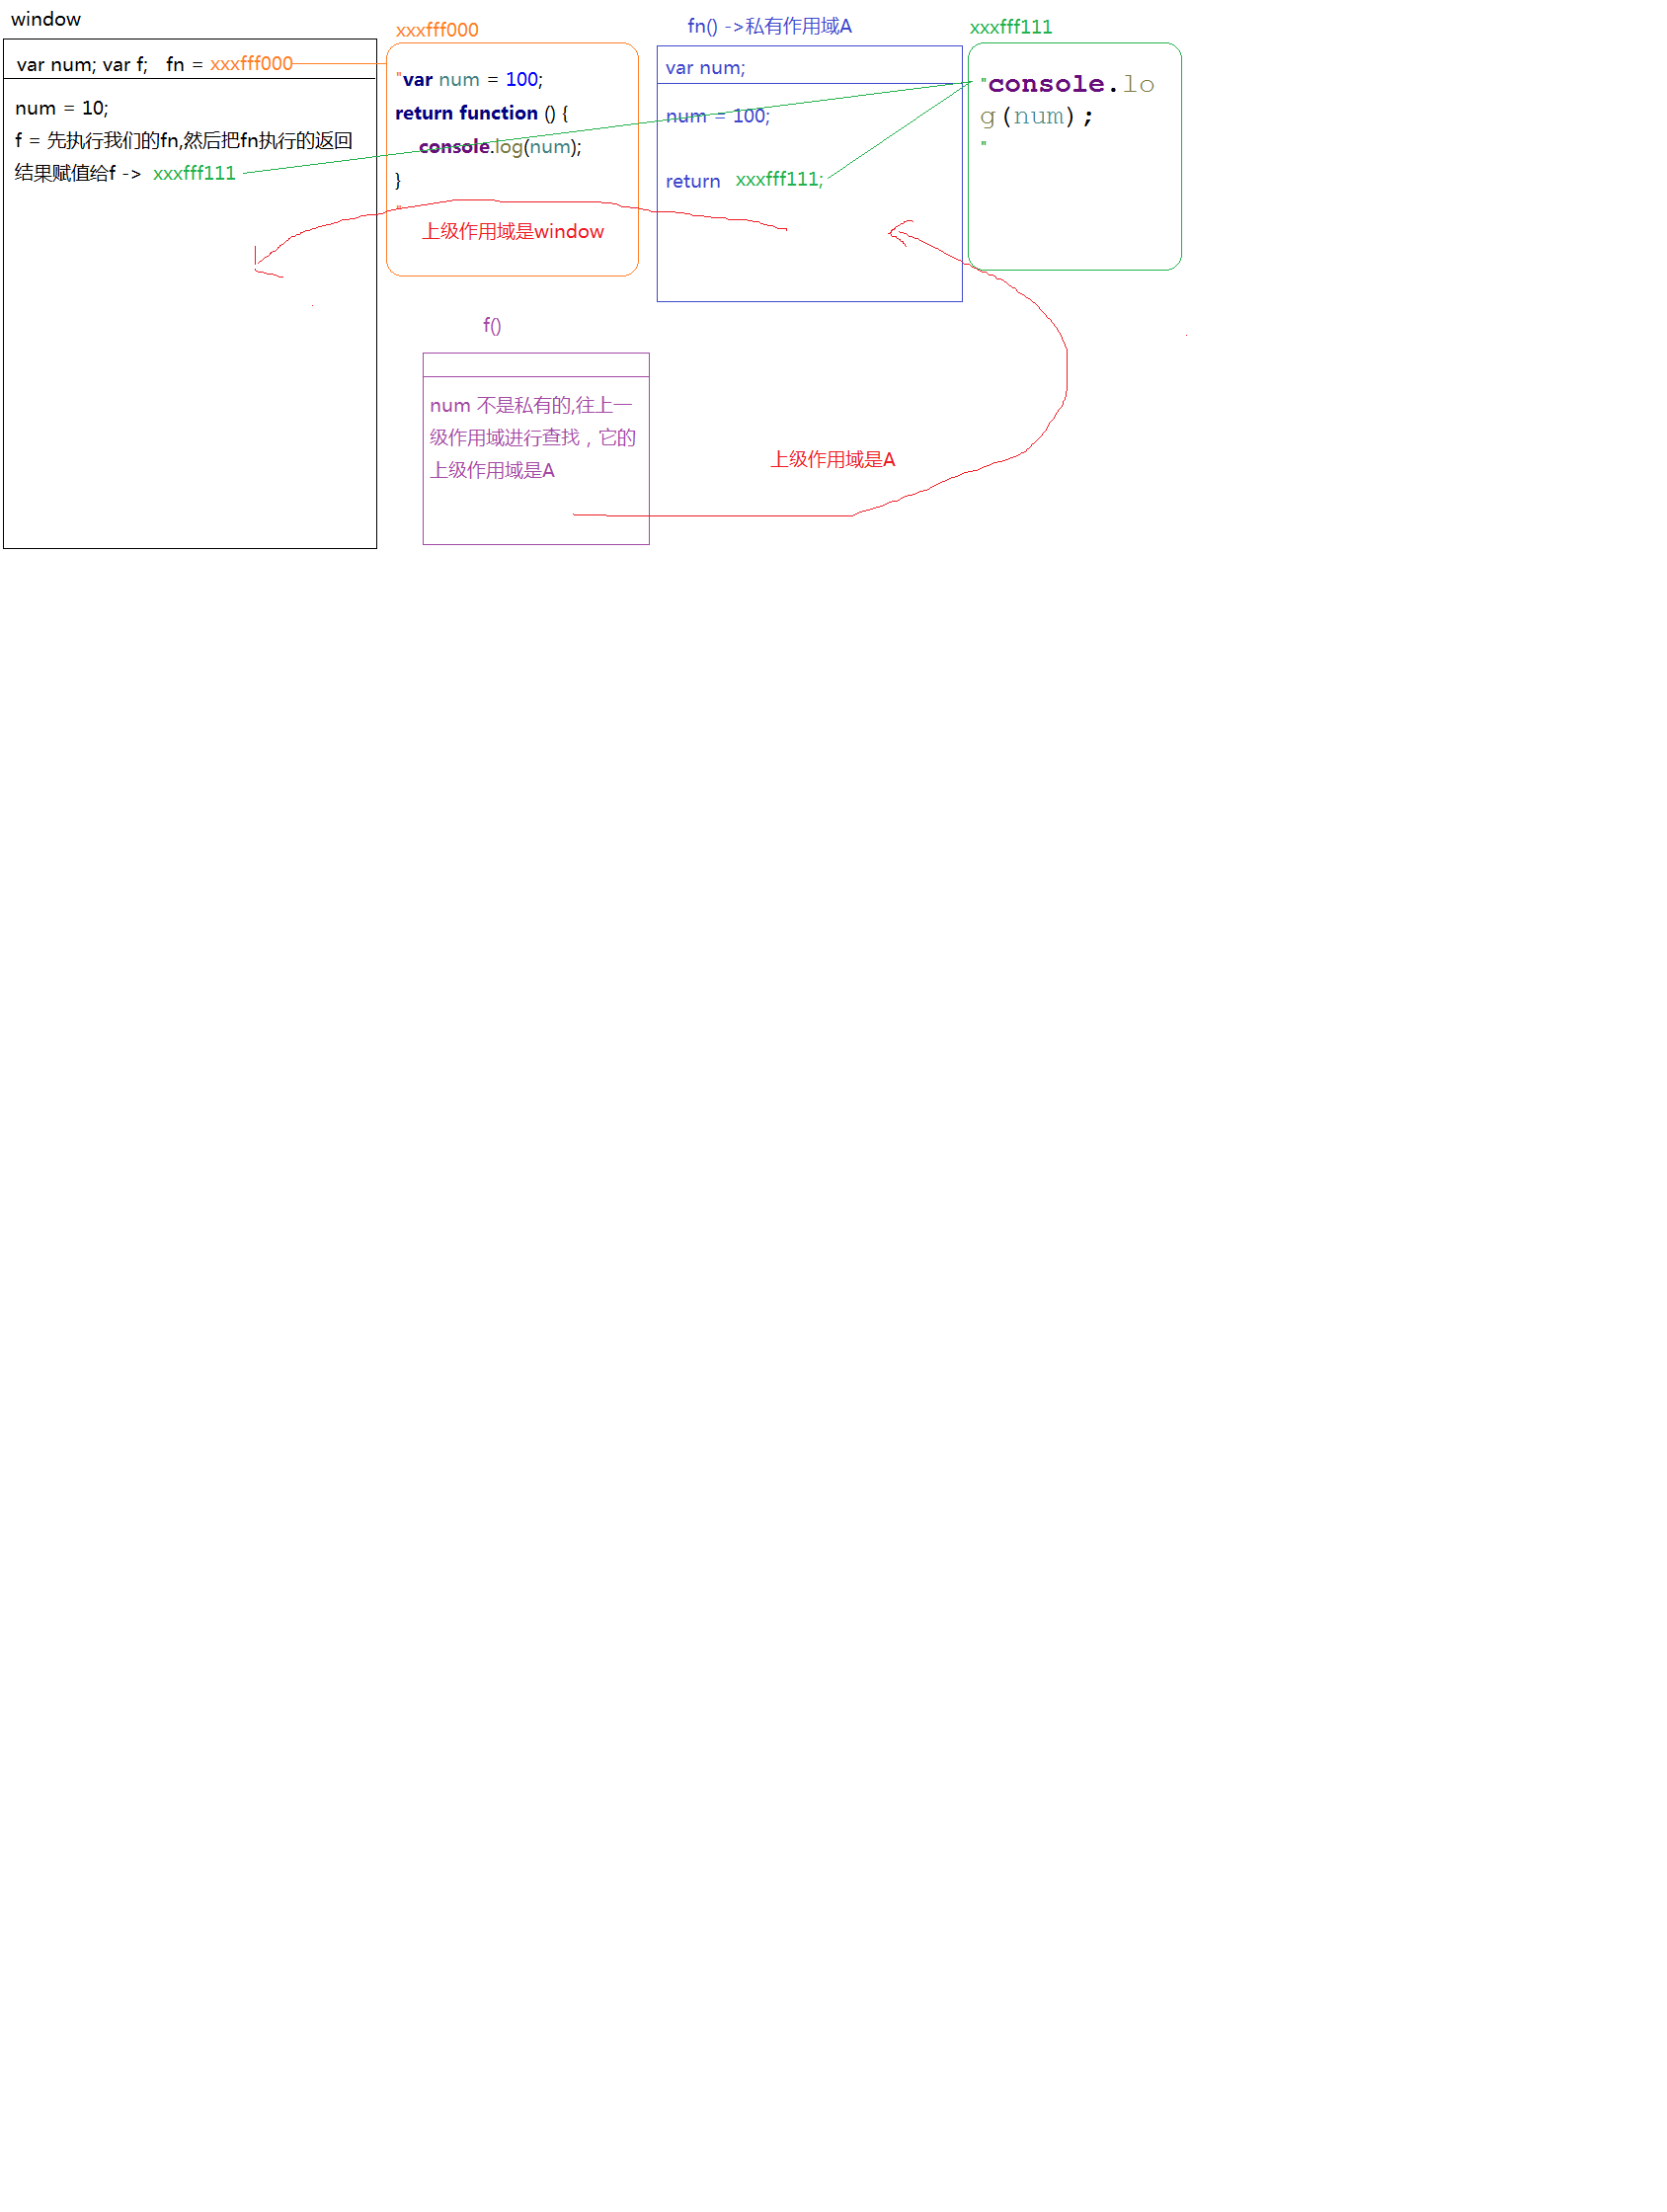 window
var num; var f; fn = xxxfff000
num = 10;
f = 先执行我们的fn,然后把fn执行的返回
结果赋值给f -> xxxfff111
xxxfff000
"var num = 100;
return function () {
console.log(num);
}
"
上级作用域是window
fn() ->私有作用域A
var num;
num = 100;
return xxxfff111;
xxxfff111
"console.lo
g(num);
"
f()
num 不是私有的,往上一
级作用域进行查找，它的
上级作用域是A
上级作用域是A